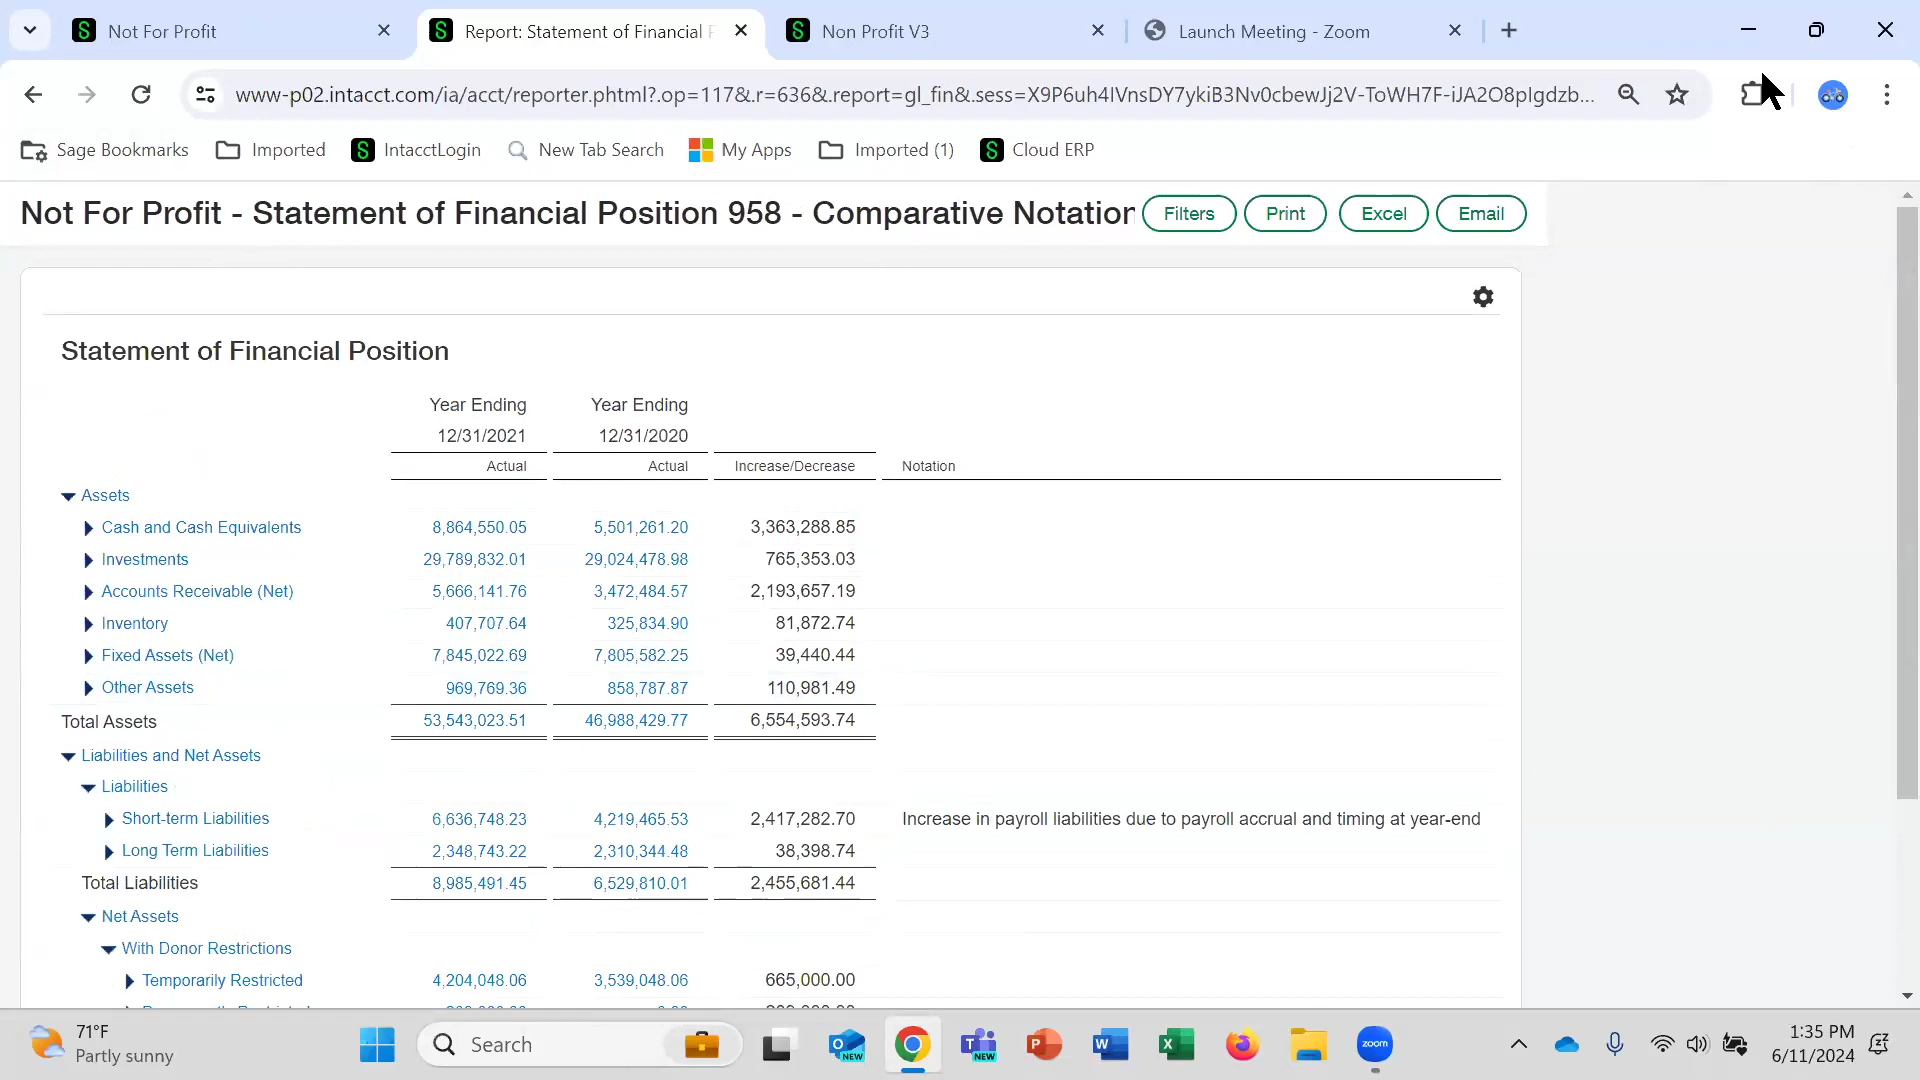 Not For Profit
Report: Statement of Financial P
Non Profit V3
Launch Meeting - Zoom
www-p02.intacct.com/ia/acct/reporter.phtml?.op=117&.r=636&.report=gl_fin&.sess=X9P6uh4IVnsDY7ykiB3Nv0cbewJj2V-ToWH7F-iJA2O8pIgdzb...
Sage Bookmarks
Imported
IntacctLogin
New Tab Search
My Apps
Imported (1)
Cloud ERP
Not For Profit - Statement of Financial Position 958 - Comparative Notation
Filters
Print
Excel
Email
Statement of Financial Position
Year Ending Year Ending
12/31/2021 12/31/2020
Actual Actual Increase/Decrease Notation
Assets
Cash and Cash Equivalents 8,864,550.05 5,501,261.20 3,363,288.85
Investments 29,789,832.01 29,024,478.98 765,353.03
Accounts Receivable (Net) 5,666,141.76 3,472,484.57 2,193,657.19
Inventory 407,707.64 325,834.90 81,872.74
Fixed Assets (Net) 7,845,022.69 7,805,582.25 39,440.44
Other Assets 969,769.36 858,787.87 110,981.49
Total Assets 53,543,023.51 46,988,429.77 6,554,593.74
Liabilities and Net Assets
Liabilities
Short-term Liabilities 6,636,748.23 4,219,465.53 2,417,282.70 Increase in payroll liabilities due to payroll accrual and timing at year-end
Long Term Liabilities 2,348,743.22 2,310,344.48 38,398.74
Total Liabilities 8,985,491.45 6,529,810.01 2,455,681.44
Net Assets
With Donor Restrictions
Temporarily Restricted 4,204,048.06 3,539,048.06 665,000.00
71°F
Partly sunny
Search
NEW
NEW
zoom
1:35 PM
6/11/2024